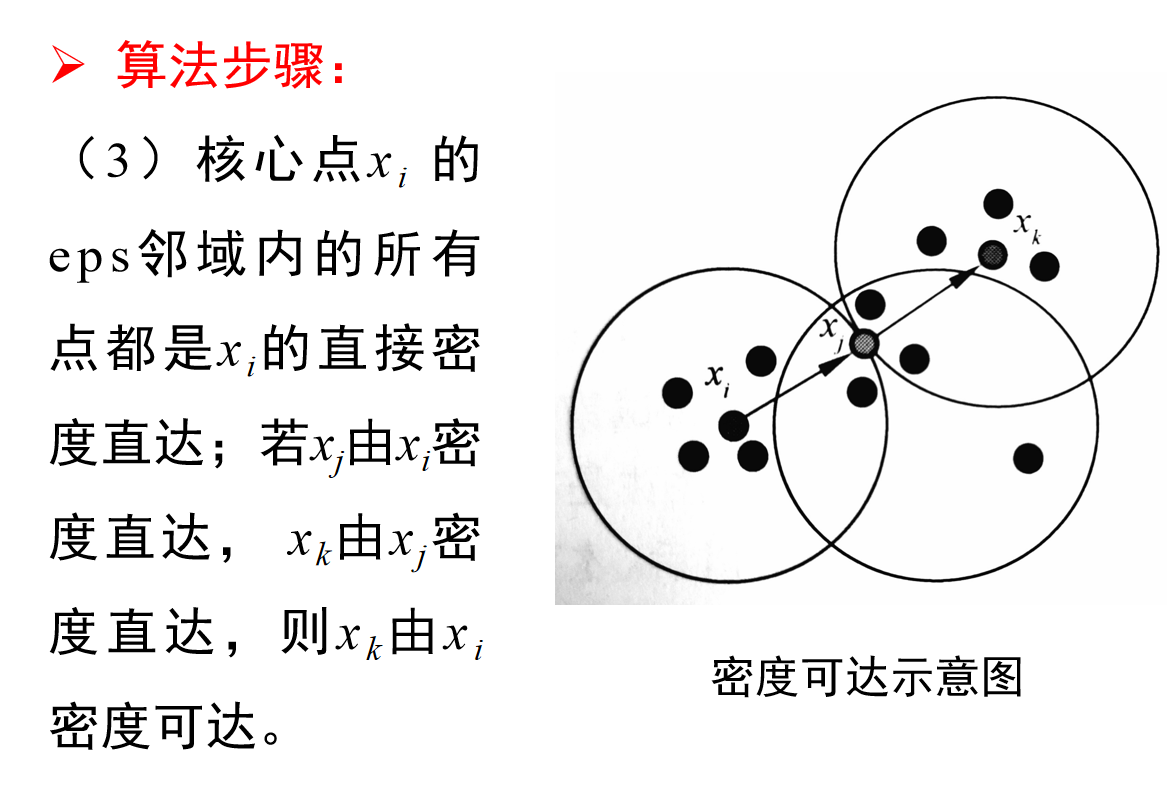 ➢ 算法步骤：
（3）核心点xi 的
eps邻域内的所有
点都是xi的直接密
度直达；若xj由xi密
度直达， xk由xj密
度直达，则xk由xi
密度可达。
xk
xj
xi
密度可达示意图